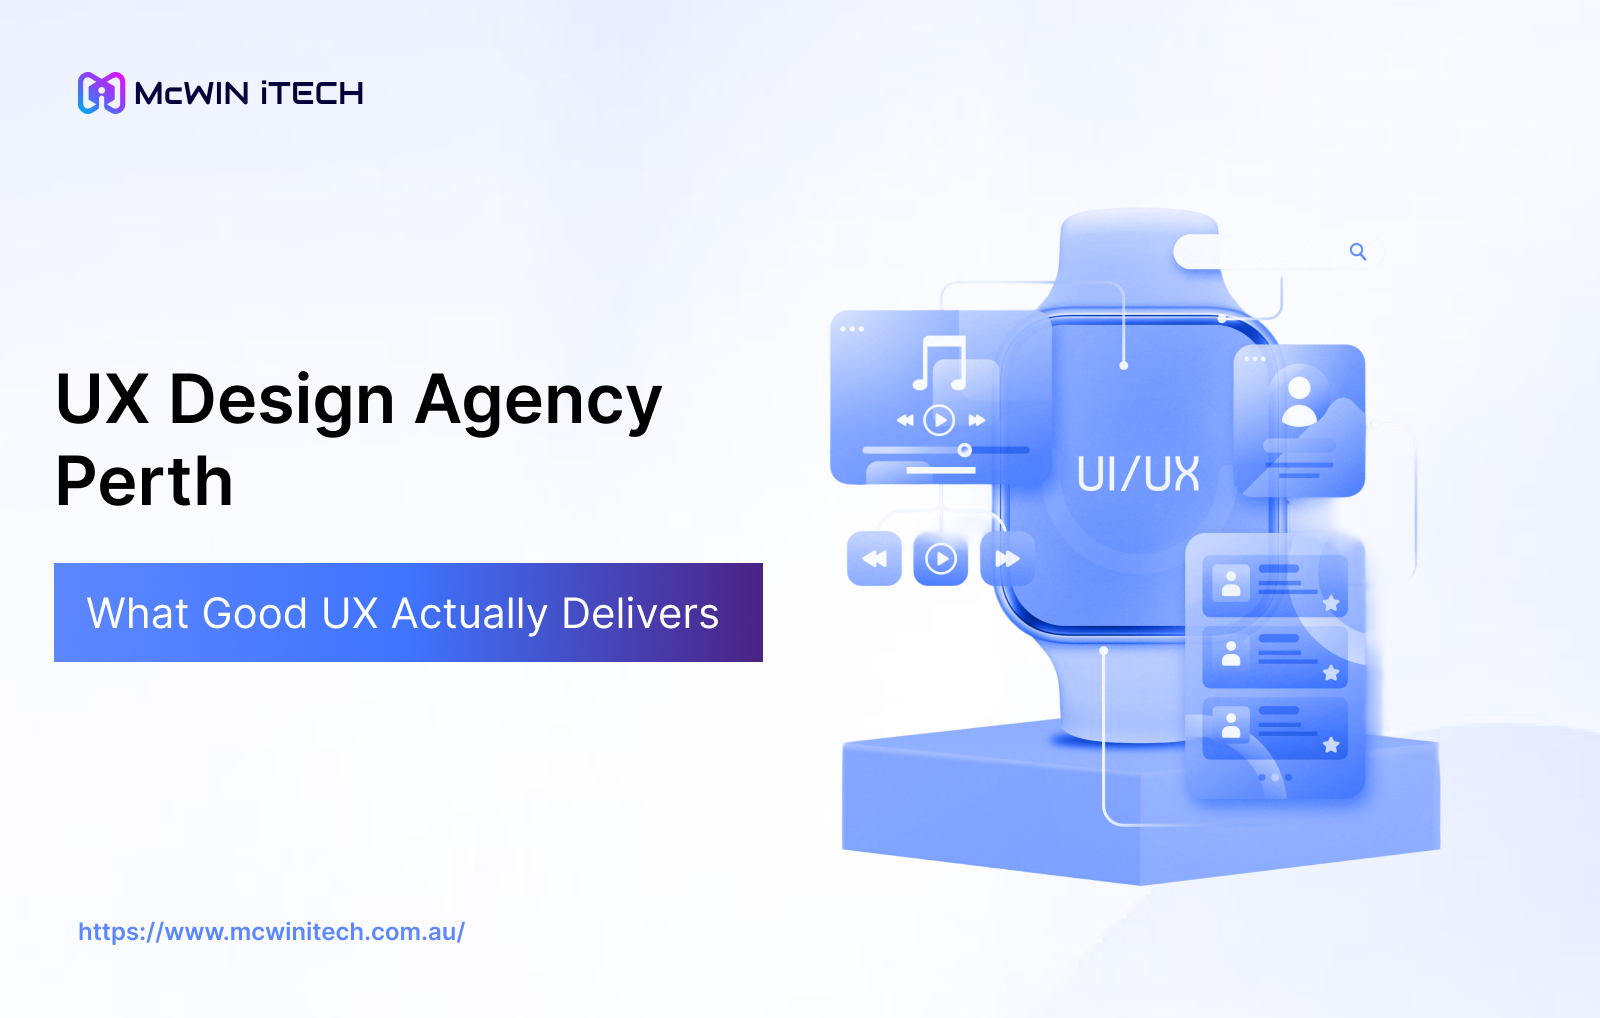 McWIN iTECH
UX Design Agency
Perth
What Good UX Actually Delivers
UI/UX
https://www.mcwinitech.com.au/